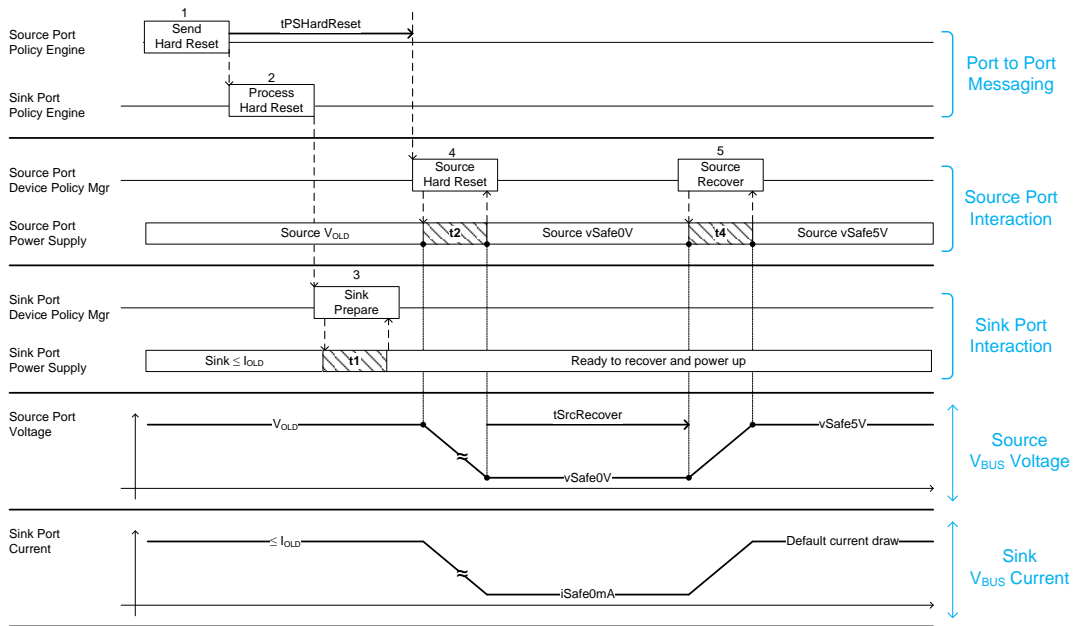 1
Source Port
Policy Engine
Send
Hard Reset
tPSHardReset
Port to Port
Messaging
2
Sink Port
Policy Engine
Process
Hard Reset
Source Port
Device Policy Mgr
4
Source
Hard Reset
5
Source
Recover
Source Port
Interaction
Source Port
Power Supply
Source VOLD
t2
Source vSafe0V
t4
Source vSafe5V
3
Sink Port
Device Policy Mgr
Sink
Prepare
Sink Port
Interaction
Sink Port
Power Supply
Sink ≤ IOLD
t1
Ready to recover and power up
Source Port
Voltage
VOLD
tSrcRecover
vSafe5V
≈
vSafe0V
Source
VBUS Voltage
Sink Port
Current
≤ IOLD
Default current draw
≈
iSafe0mA
Sink
VBUS Current